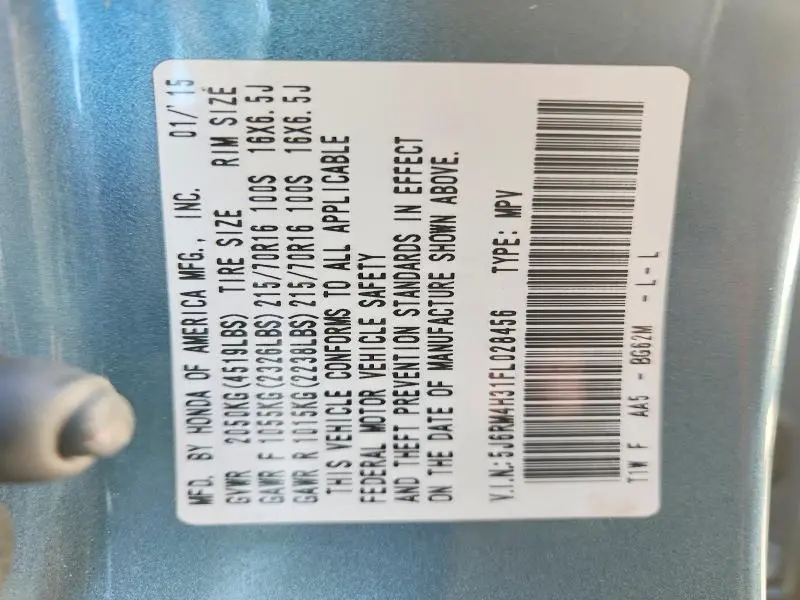 MFD. BY HONDA OF AMERICA MFG., INC. 01/'15
GVWR 2051KG(4519LBS) TIRE SIZE RIM SIZE
GAWR F 1055KG(2326LBS) 215/70R16 100S 16X6.5J
GAWR R 1015KG(2238LBS) 215/70R16 100S 16X6.5J
THIS VEHICLE CONFORMS TO ALL APPLICABLE
FEDERAL MOTOR VEHICLE SAFETY
AND THEFT PREVENTION STANDARDS IN EFFECT
ON THE DATE OF MANUFACTURE SHOWN ABOVE.
V.I.N.:5J6RM4H31FL028456 TYPE: MPV
T1W F AA5 - BG62M - L - L